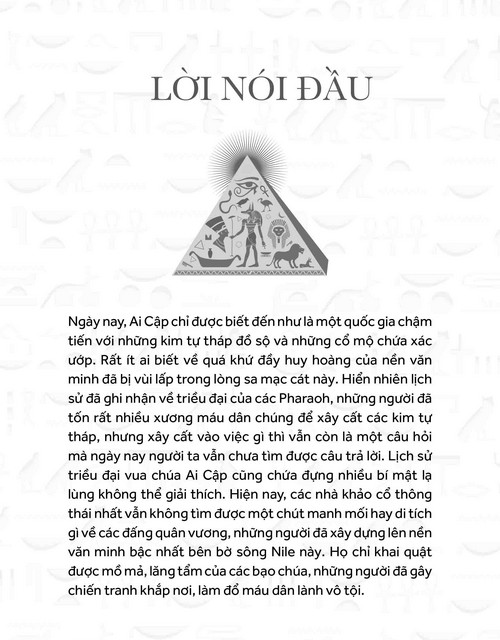 LỜI NÓI ĐẦU
Ngày nay, Ai Cập chỉ được biết đến như là một quốc gia chậm
tiến với những kim tự tháp đồ sộ và những cổ mộ chứa xác
ướp. Rất ít ai biết về quá khứ đầy huy hoàng của nền văn
minh đã bị vùi lấp trong lòng sa mạc cát này. Hiển nhiên lịch
sử đã ghi nhận về triều đại của các Pharaoh, những người đã
tốn rất nhiều xương máu dân chúng để xây cất các kim tự
tháp, nhưng xây cất vào việc gì thì vẫn còn là một câu hỏi
mà ngày nay người ta vẫn chưa tìm được câu trả lời. Lịch sử
triều đại vua chúa Ai Cập cũng chứa đựng nhiều bí mật lạ
lùng không thể giải thích. Hiện nay, các nhà khảo cổ thông
thái nhất vẫn không tìm được một chút manh mối hay di tích
gì về các đấng quân vương, những người đã xây dựng lên nền
văn minh bậc nhất bên bờ sông Nile này. Họ chỉ khai quật
được mồ mả, lăng tẩm của các bạo chúa, những người đã gây
chiến tranh khắp nơi, làm đổ máu dân lành vô tội.